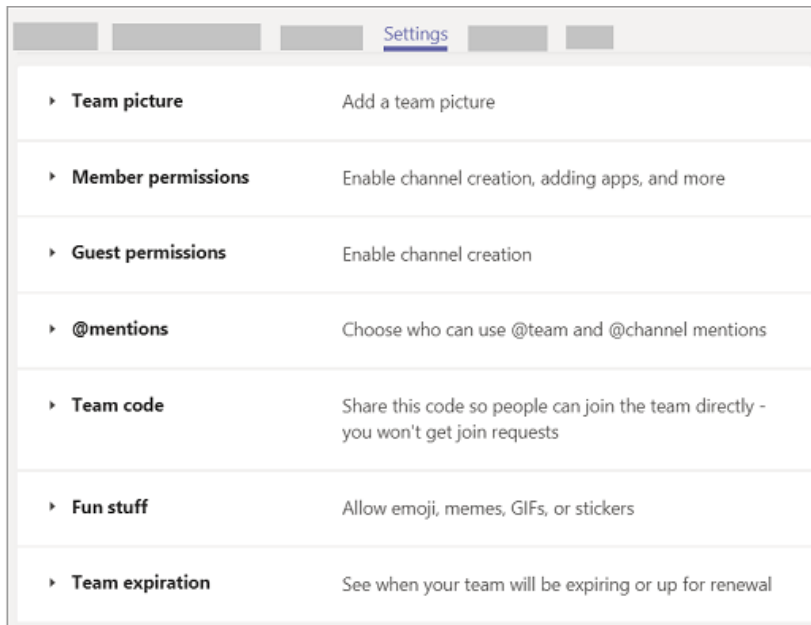 Settings
Team picture Add a team picture
Member permissions Enable channel creation, adding apps, and more
Guest permissions Enable channel creation
@mentions Choose who can use @team and @channel mentions
Team code Share this code so people can join the team directly -
you won't get join requests
Fun stuff Allow emoji, memes, GIFs, or stickers
Team expiration See when your team will be expiring or up for renewal